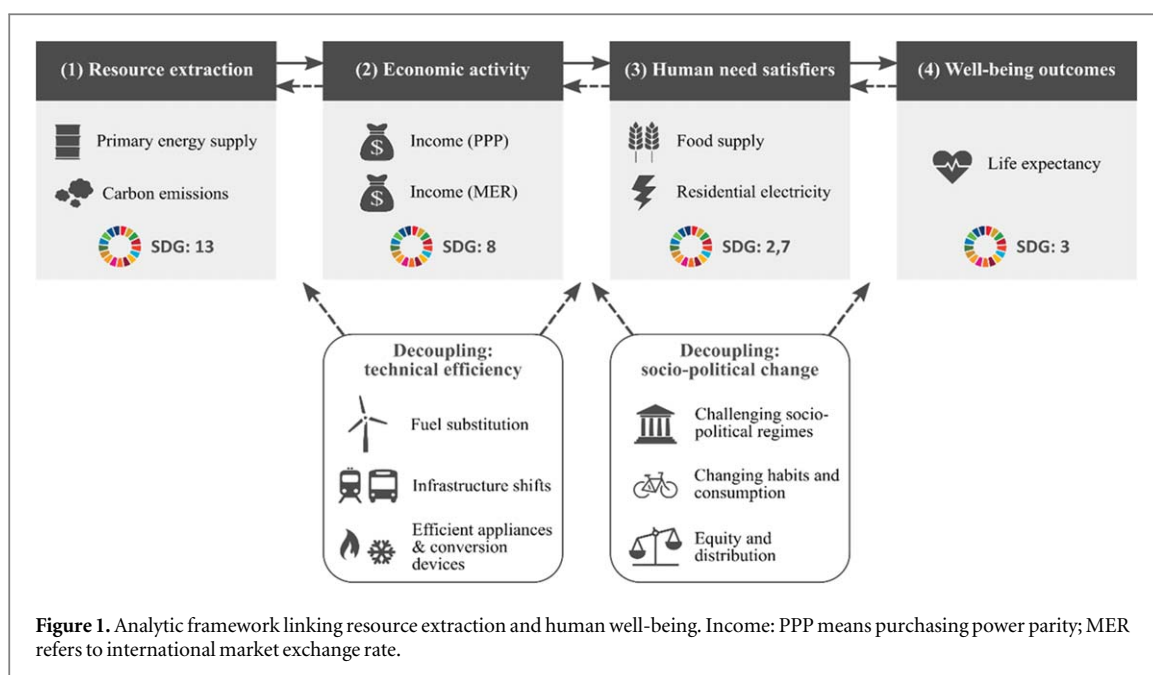 (1) Resource extraction
(2) Economic activity
(3) Human need satisfiers
(4) Well-being outcomes
Primary energy supply
Carbon emissions
SDG: 13
Income (PPP)
Income (MER)
SDG: 8
Food supply
Residential electricity
SDG: 2,7
Life expectancy
SDG: 3
Decoupling:
technical efficiency
Fuel substitution
Infrastructure shifts
Efficient appliances
& conversion
devices
Decoupling:
socio-political change
Challenging socio-
political regimes
Changing habits and
consumption
Equity and
distribution
Figure 1. Analytic framework linking resource extraction and human well-being. Income: PPP means purchasing power parity; MER
refers to international market exchange rate.